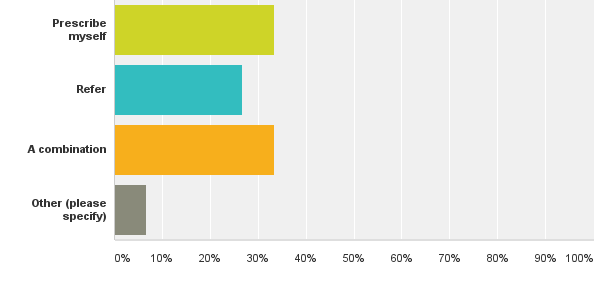 Prescribe
myself
Refer
A combination
Other (please
specify)
0% 10% 20% 30% 40% 50% 60% 70% 80% 90% 100%